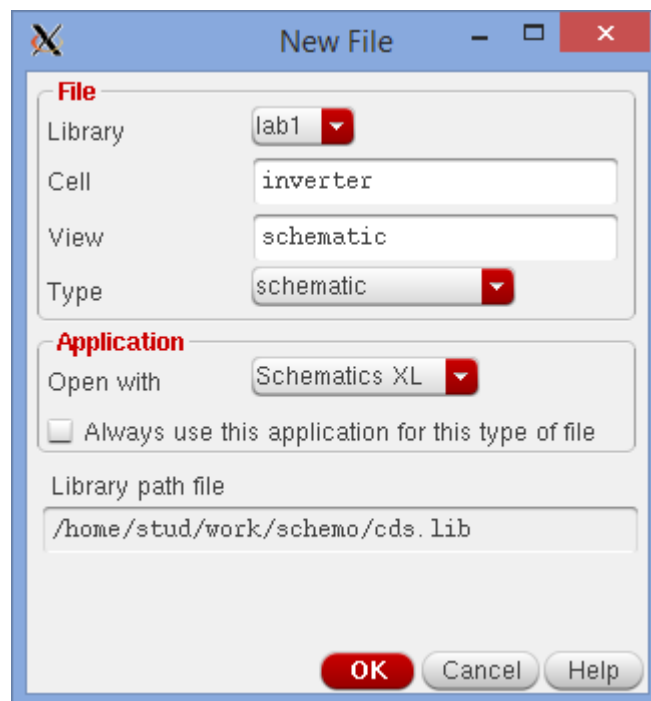 New File
File
Library lab1
Cell inverter
View schematic
Type schematic
Application
Open with Schematics XL
Always use this application for this type of file
Library path file
/home/stud/work/schemo/cds.lib
OK Cancel Help